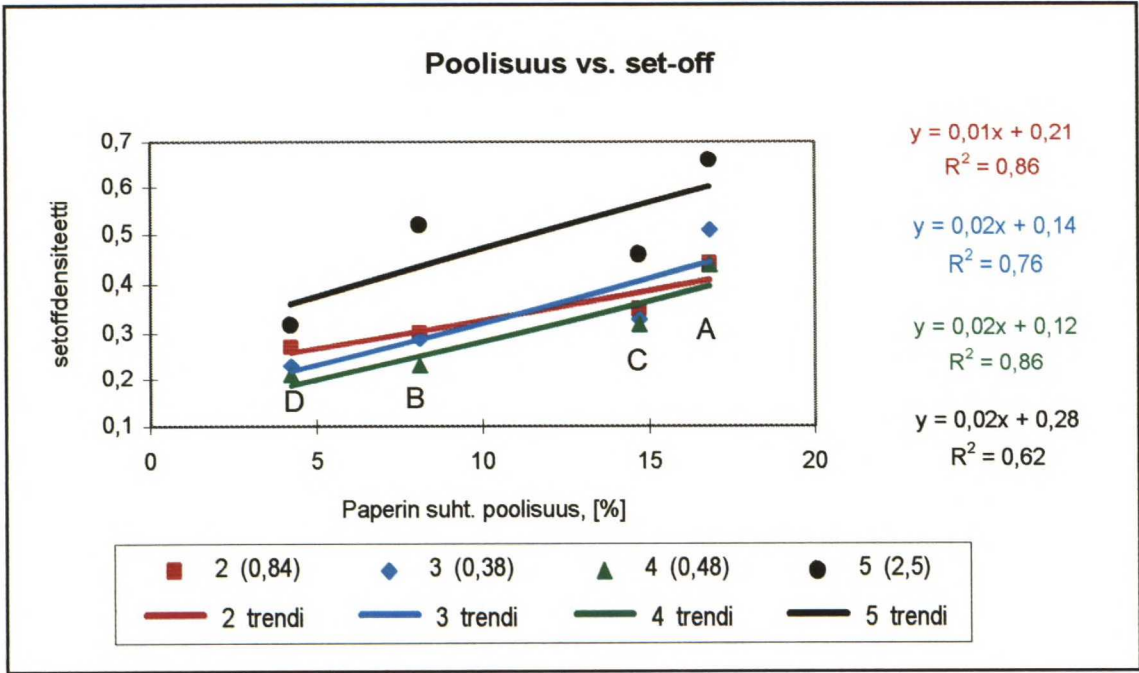 Poolisuus vs. set-off
y = 0,01x + 0,21
R² = 0,86
y = 0,02x + 0,14
R² = 0,76
y = 0,02x + 0,12
R² = 0,86
y = 0,02x + 0,28
R² = 0,62
setoffdensiteetti
0,7
0,6
0,5
0,4
0,3
0,2
0,1
D
B
C
A
0 5 10 15 20
Paperin suht. poolisuus, [%]
2 (0,84) 3 (0,38) 4 (0,48) 5 (2,5)
2 trendi 3 trendi 4 trendi 5 trendi